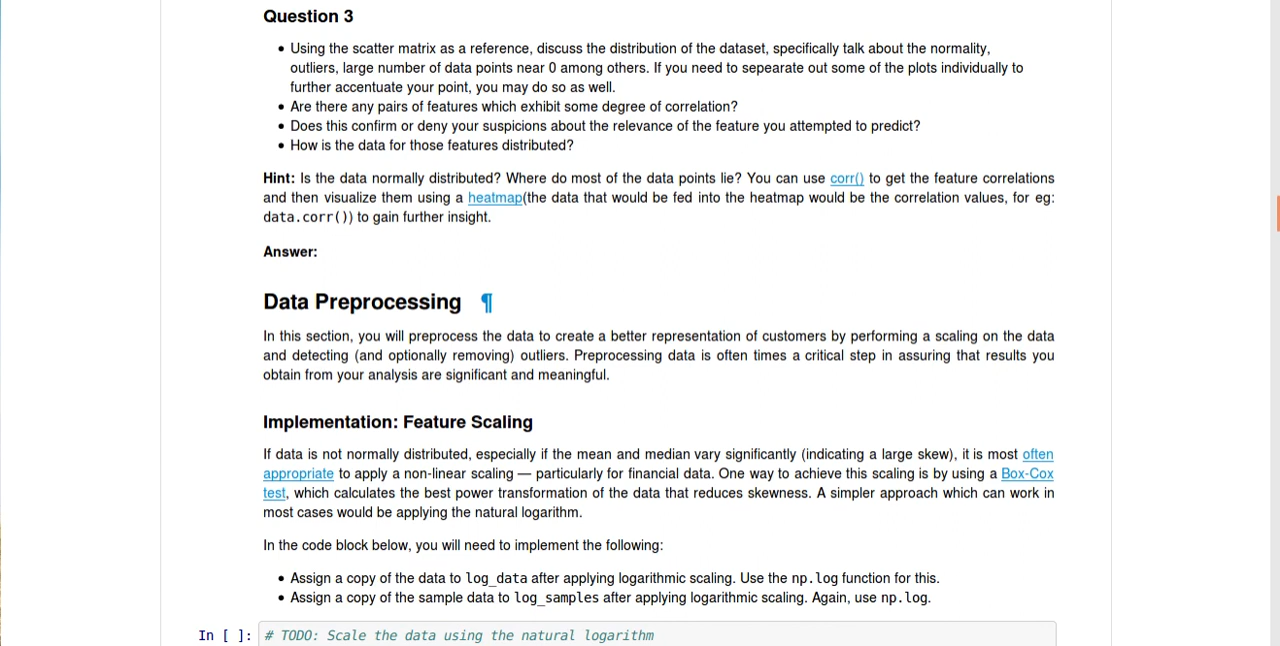 Question 3
• Using the scatter matrix as a reference, discuss the distribution of the dataset, specifically talk about the normality,
outliers, large number of data points near 0 among others. If you need to sepearate out some of the plots individually to
further accentuate your point, you may do so as well.
• Are there any pairs of features which exhibit some degree of correlation?
• Does this confirm or deny your suspicions about the relevance of the feature you attempted to predict?
• How is the data for those features distributed?
Hint: Is the data normally distributed? Where do most of the data points lie? You can use corr() to get the feature correlations
and then visualize them using a heatmap(the data that would be fed into the heatmap would be the correlation values, for eg:
data.corr()) to gain further insight.
Answer:
Data Preprocessing ¶
In this section, you will preprocess the data to create a better representation of customers by performing a scaling on the data
and detecting (and optionally removing) outliers. Preprocessing data is often times a critical step in assuring that results you
obtain from your analysis are significant and meaningful.
Implementation: Feature Scaling
If data is not normally distributed, especially if the mean and median vary significantly (indicating a large skew), it is most often
appropriate to apply a non-linear scaling — particularly for financial data. One way to achieve this scaling is by using a Box-Cox
test, which calculates the best power transformation of the data that reduces skewness. A simpler approach which can work in
most cases would be applying the natural logarithm.
In the code block below, you will need to implement the following:
• Assign a copy of the data to log_data after applying logarithmic scaling. Use the np.log function for this.
• Assign a copy of the sample data to log_samples after applying logarithmic scaling. Again, use np.log.
In [ ]: # TODO: Scale the data using the natural logarithm